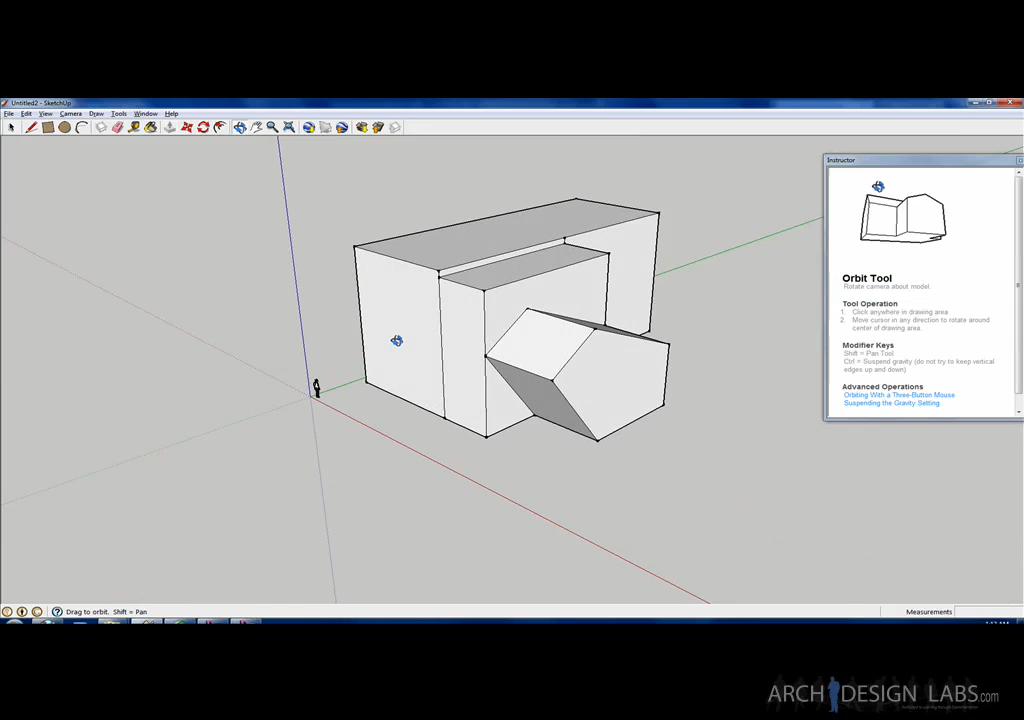 Untitled2 - SketchUp
File Edit View Camera Draw Tools Window Help
Instructor
Orbit Tool
Rotate camera about model.
Tool Operation
1. Click anywhere in drawing area
2. Move cursor in any direction to rotate around
center of drawing area.
Modifier Keys
Shift = Pan Tool
Ctrl = Suspend gravity (do not try to keep vertical
edges up and down)
Advanced Operations
Orbiting With a Three-Button Mouse
Suspending the Gravity Setting
Drag to orbit. Shift = Pan
Measurements
ARCH DESIGN LABS.com